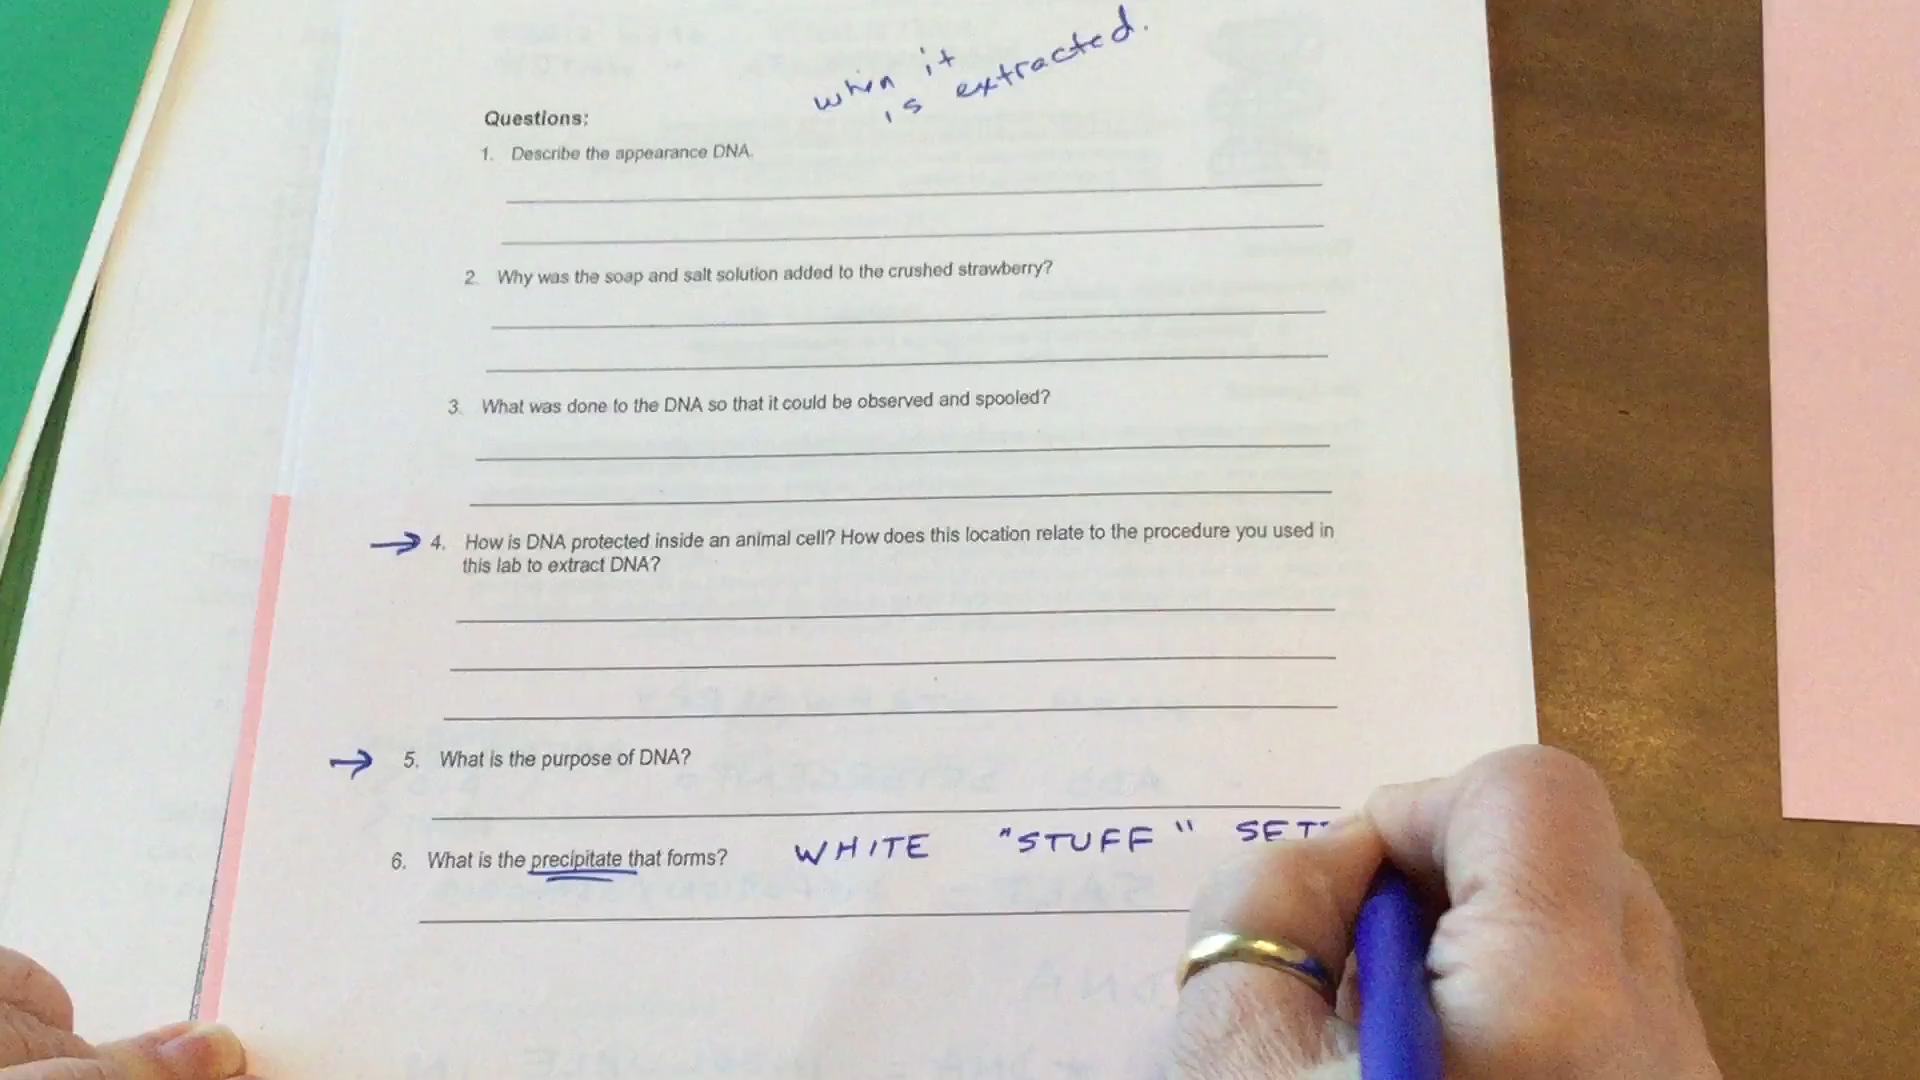 when it
is extracted.
Questions:
1. Describe the appearance DNA.
2. Why was the soap and salt solution added to the crushed strawberry?
3. What was done to the DNA so that it could be observed and spooled?
→ 4. How is DNA protected inside an animal cell? How does this location relate to the procedure you used in
this lab to extract DNA?
→ 5. What is the purpose of DNA?
6. What is the precipitate that forms? WHITE "STUFF" SET